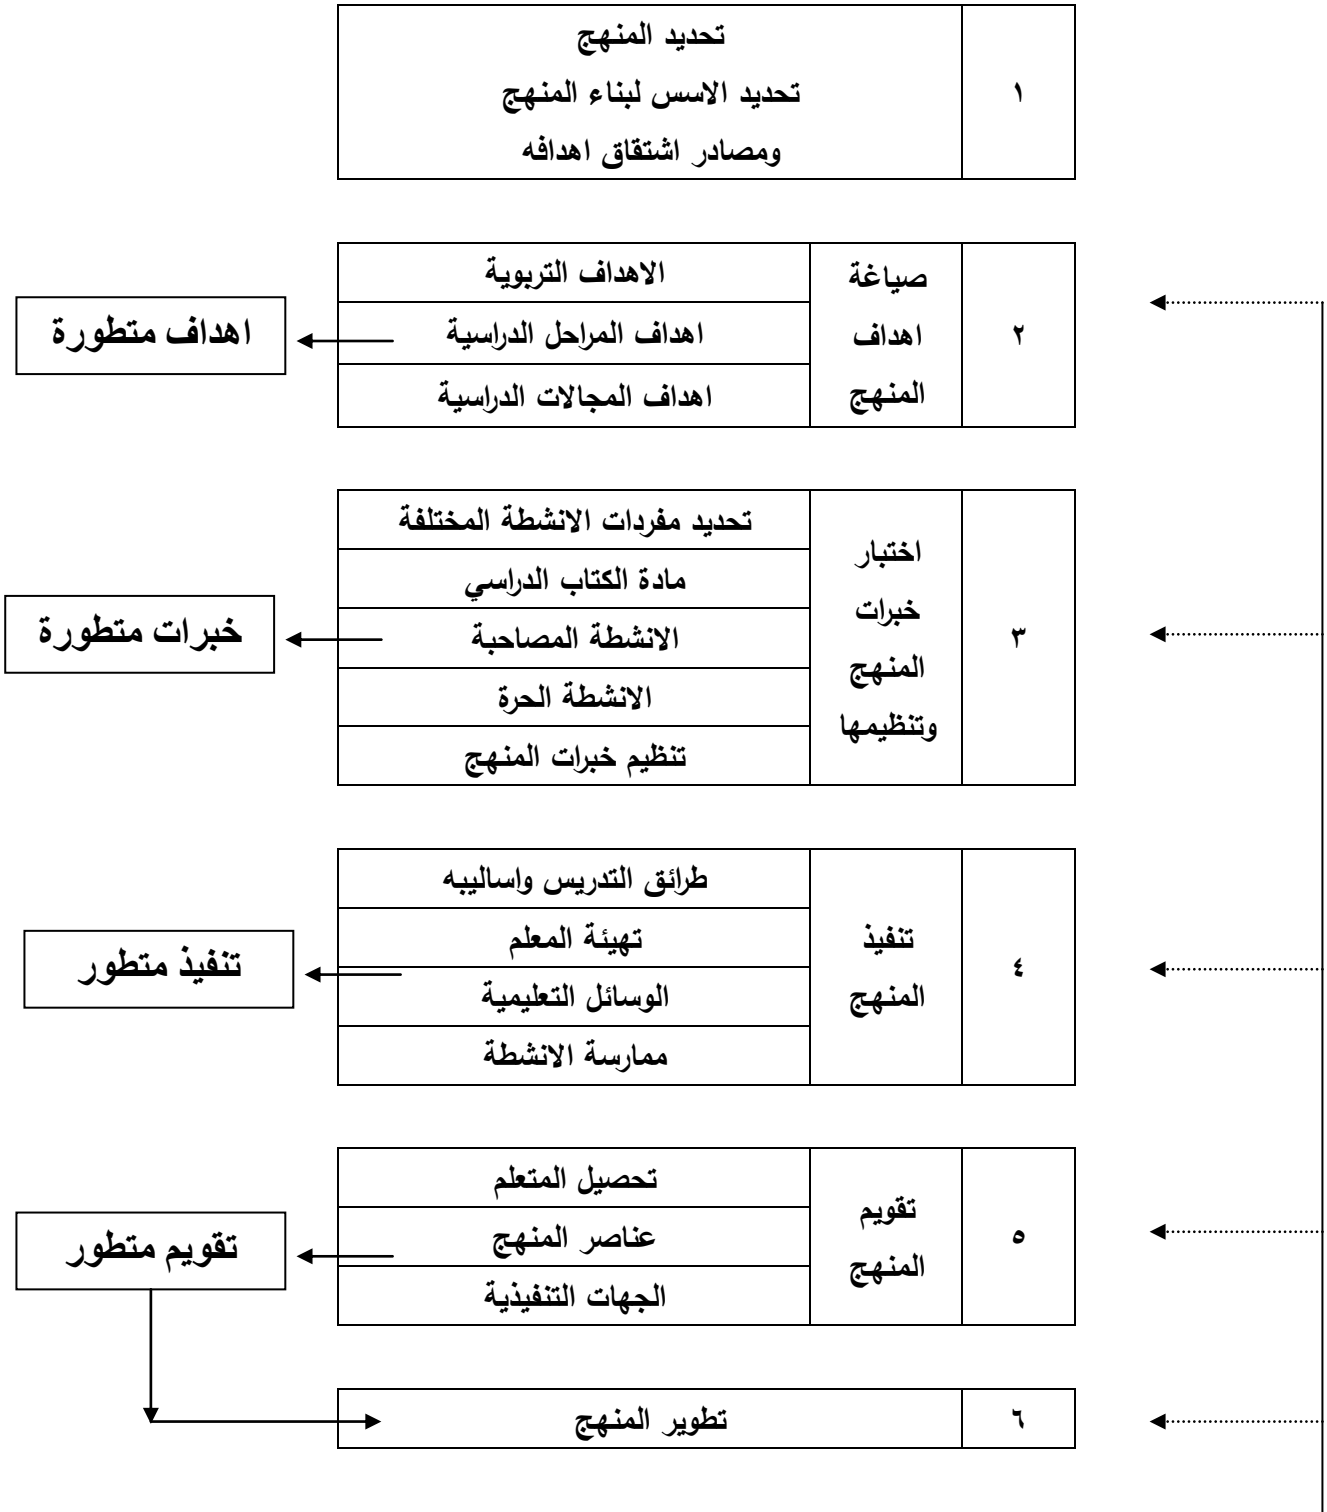 ١
تحديد المنهج
تحديد الاسس لبناء المنهج
ومصادر اشتقاق اهدافه
٢
صياغة
اهداف
المنهج
الاهداف التربوية
اهداف المراحل الدراسية
اهداف المجالات الدراسية
اهداف متطورة
٣
اختبار
خبرات
المنهج
وتنظيمها
تحديد مفردات الانشطة المختلفة
مادة الكتاب الدراسي
الانشطة المصاحبة
الانشطة الحرة
تنظيم خبرات المنهج
خبرات متطورة
٤
تنفيذ
المنهج
طرائق التدريس واساليبه
تهيئة المعلم
الوسائل التعليمية
ممارسة الانشطة
تنفيذ متطور
٥
تقويم
المنهج
تحصيل المتعلم
عناصر المنهج
الجهات التنفيذية
تقويم متطور
٦
تطوير المنهج